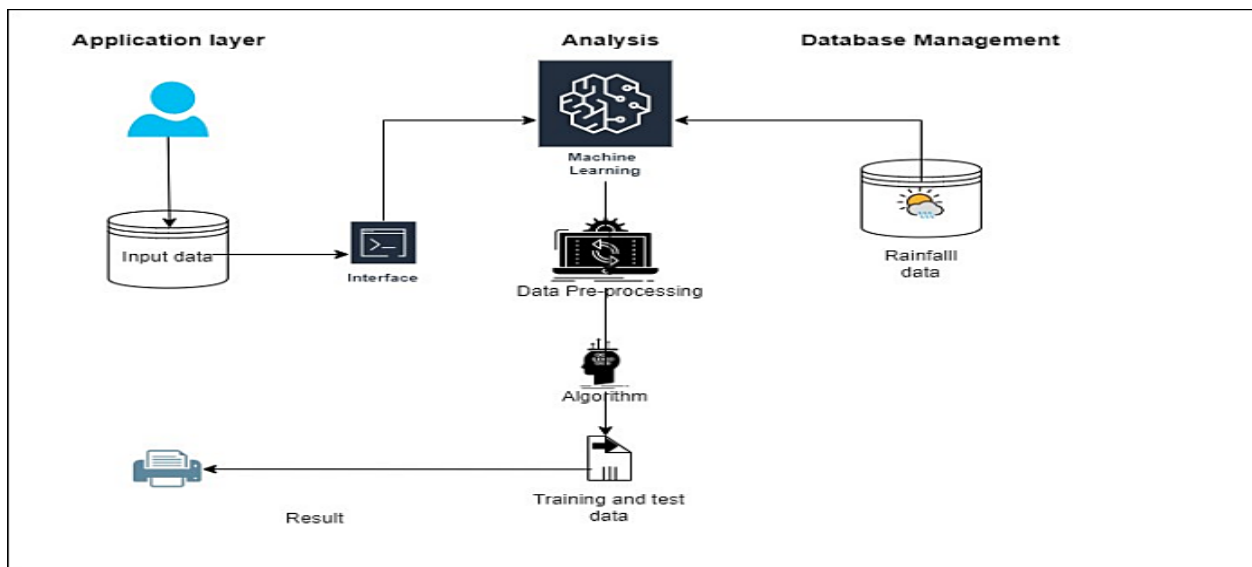 Application layer
Analysis
Database Management
Machine
Learning
Input data
Interface
Rainfalll
data
Data Pre-processing
Algorithm
Training and test
data
Result